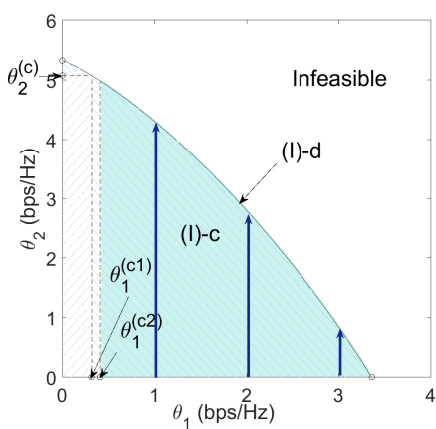 6
5
4
3
2
1
0
θ₂^(c)
θ₂ (bps/Hz)
Infeasible
(I)-d
(I)-c
θ₁^(c1)
θ₁^(c2)
0
1
2
3
4
θ₁ (bps/Hz)